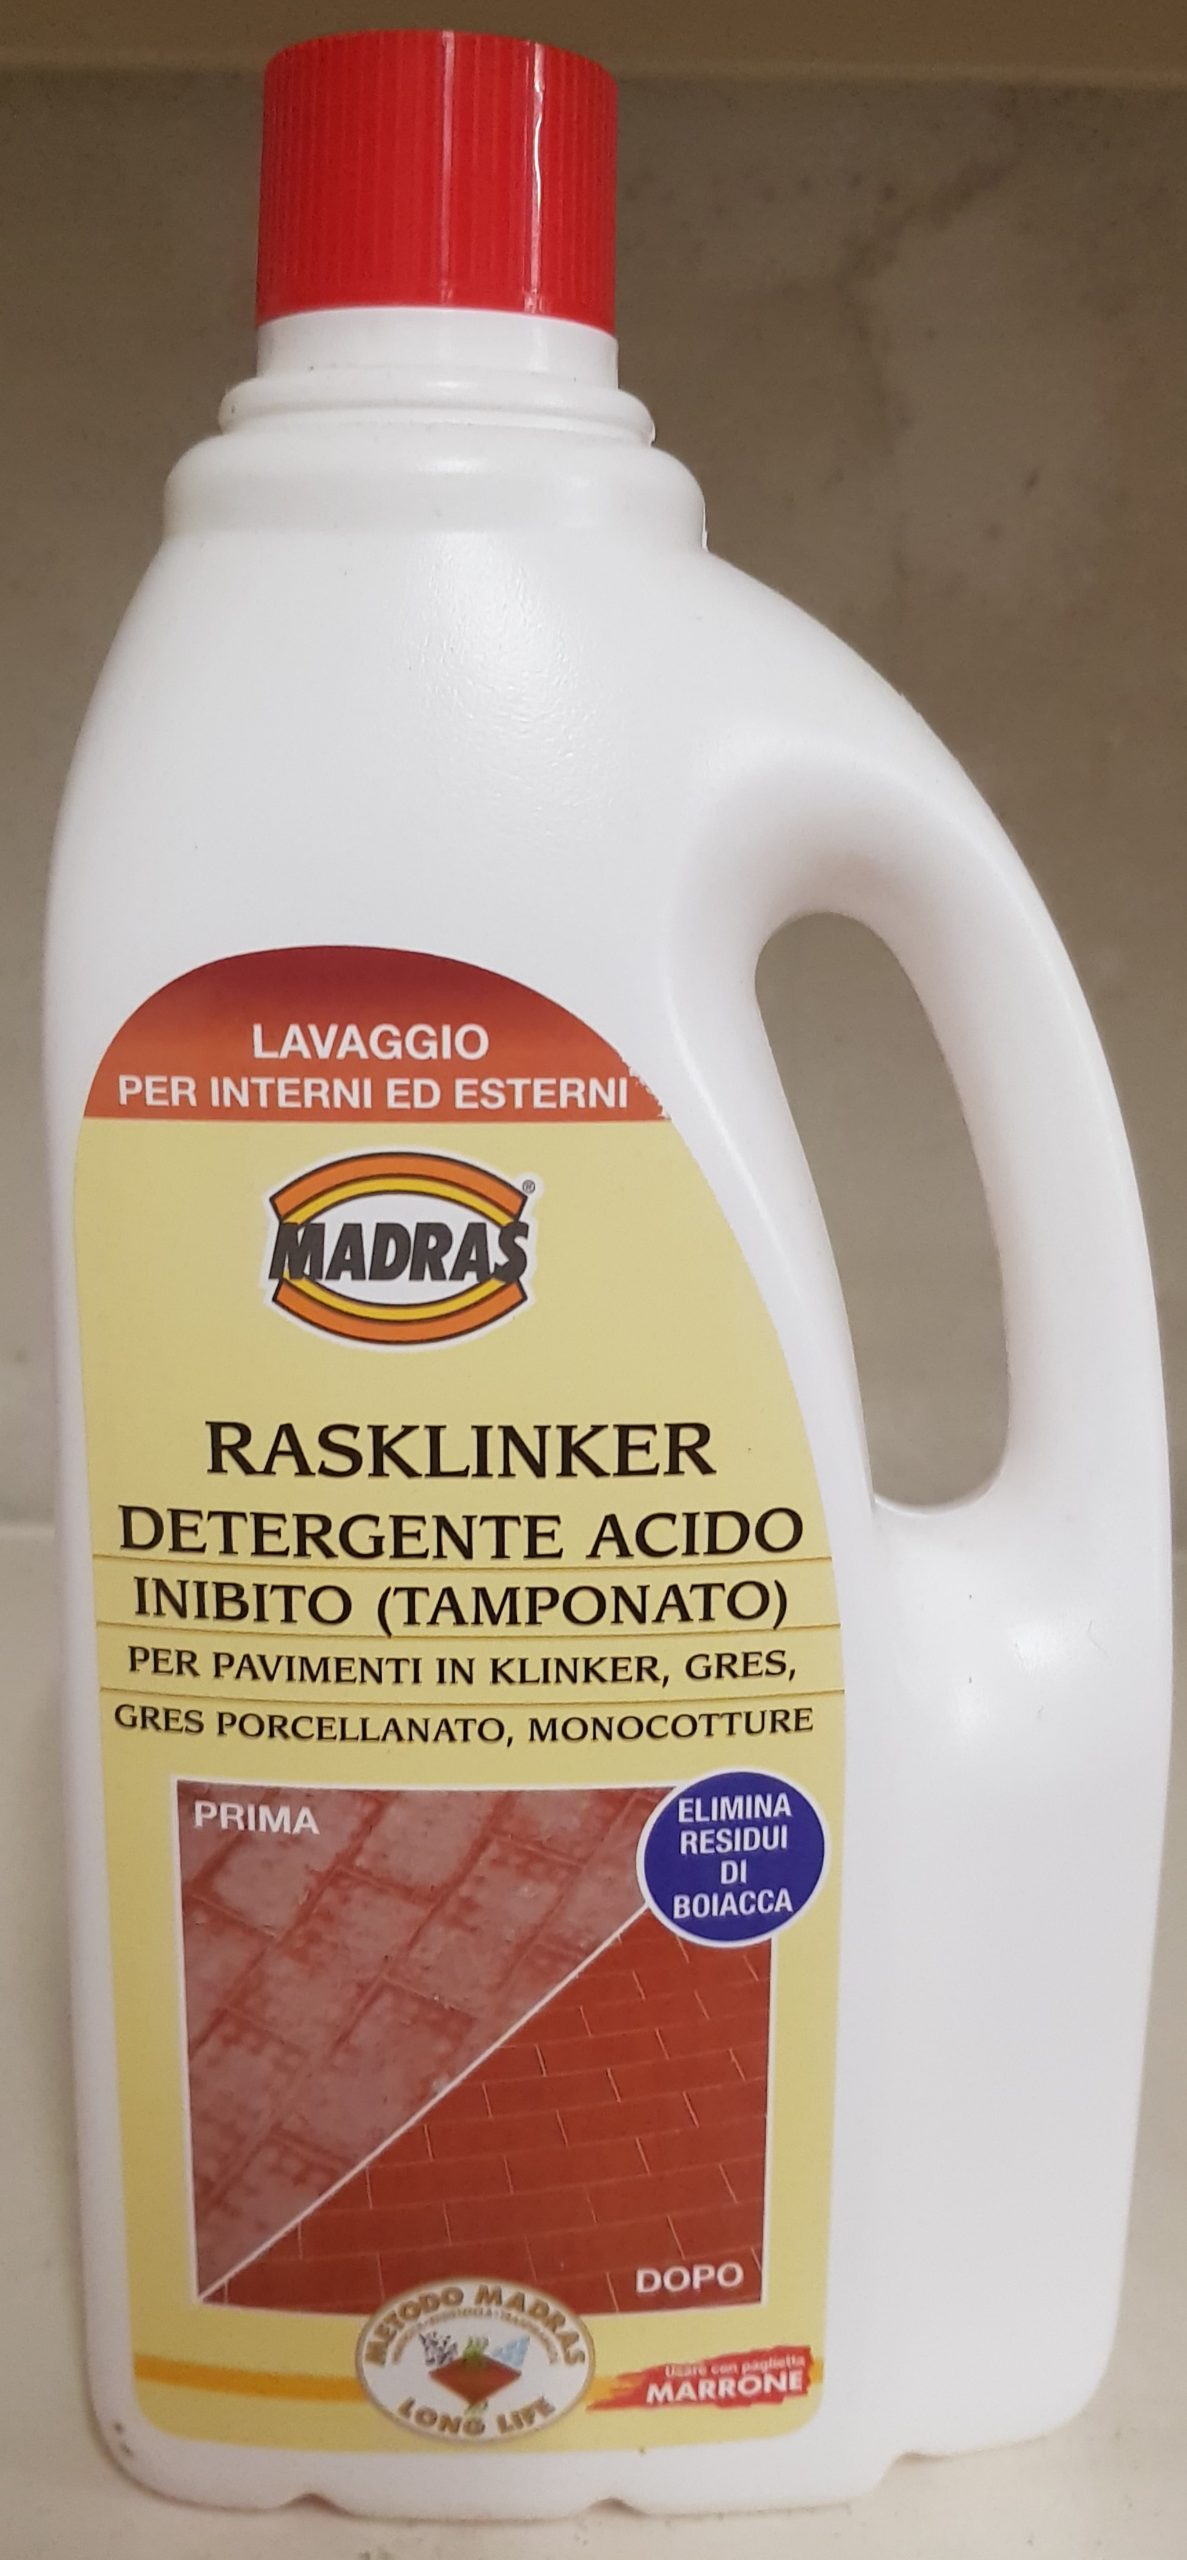 LAVAGGIO
PER INTERNI ED ESTERNI
MADRAS®
RASKLINKER
DETERGENTE ACIDO
INIBITO (TAMPONATO)
PER PAVIMENTI IN KLINKER, GRES,
GRES PORCELLANATO, MONOCOTTURE
PRIMA
ELIMINA
RESIDUI
DI
BOIACCA
DOPO
METODO MADRAS
LONG LIFE
Usare con paglietta
MARRONE